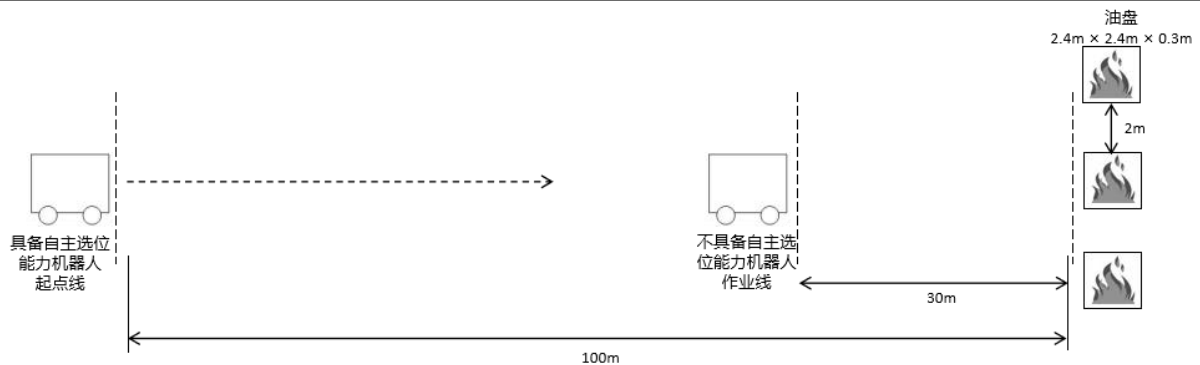 油盘
2.4m × 2.4m × 0.3m
2m
具备自主选位
能力机器人
起点线
不具备自主选
位能力机器人
作业线
30m
100m